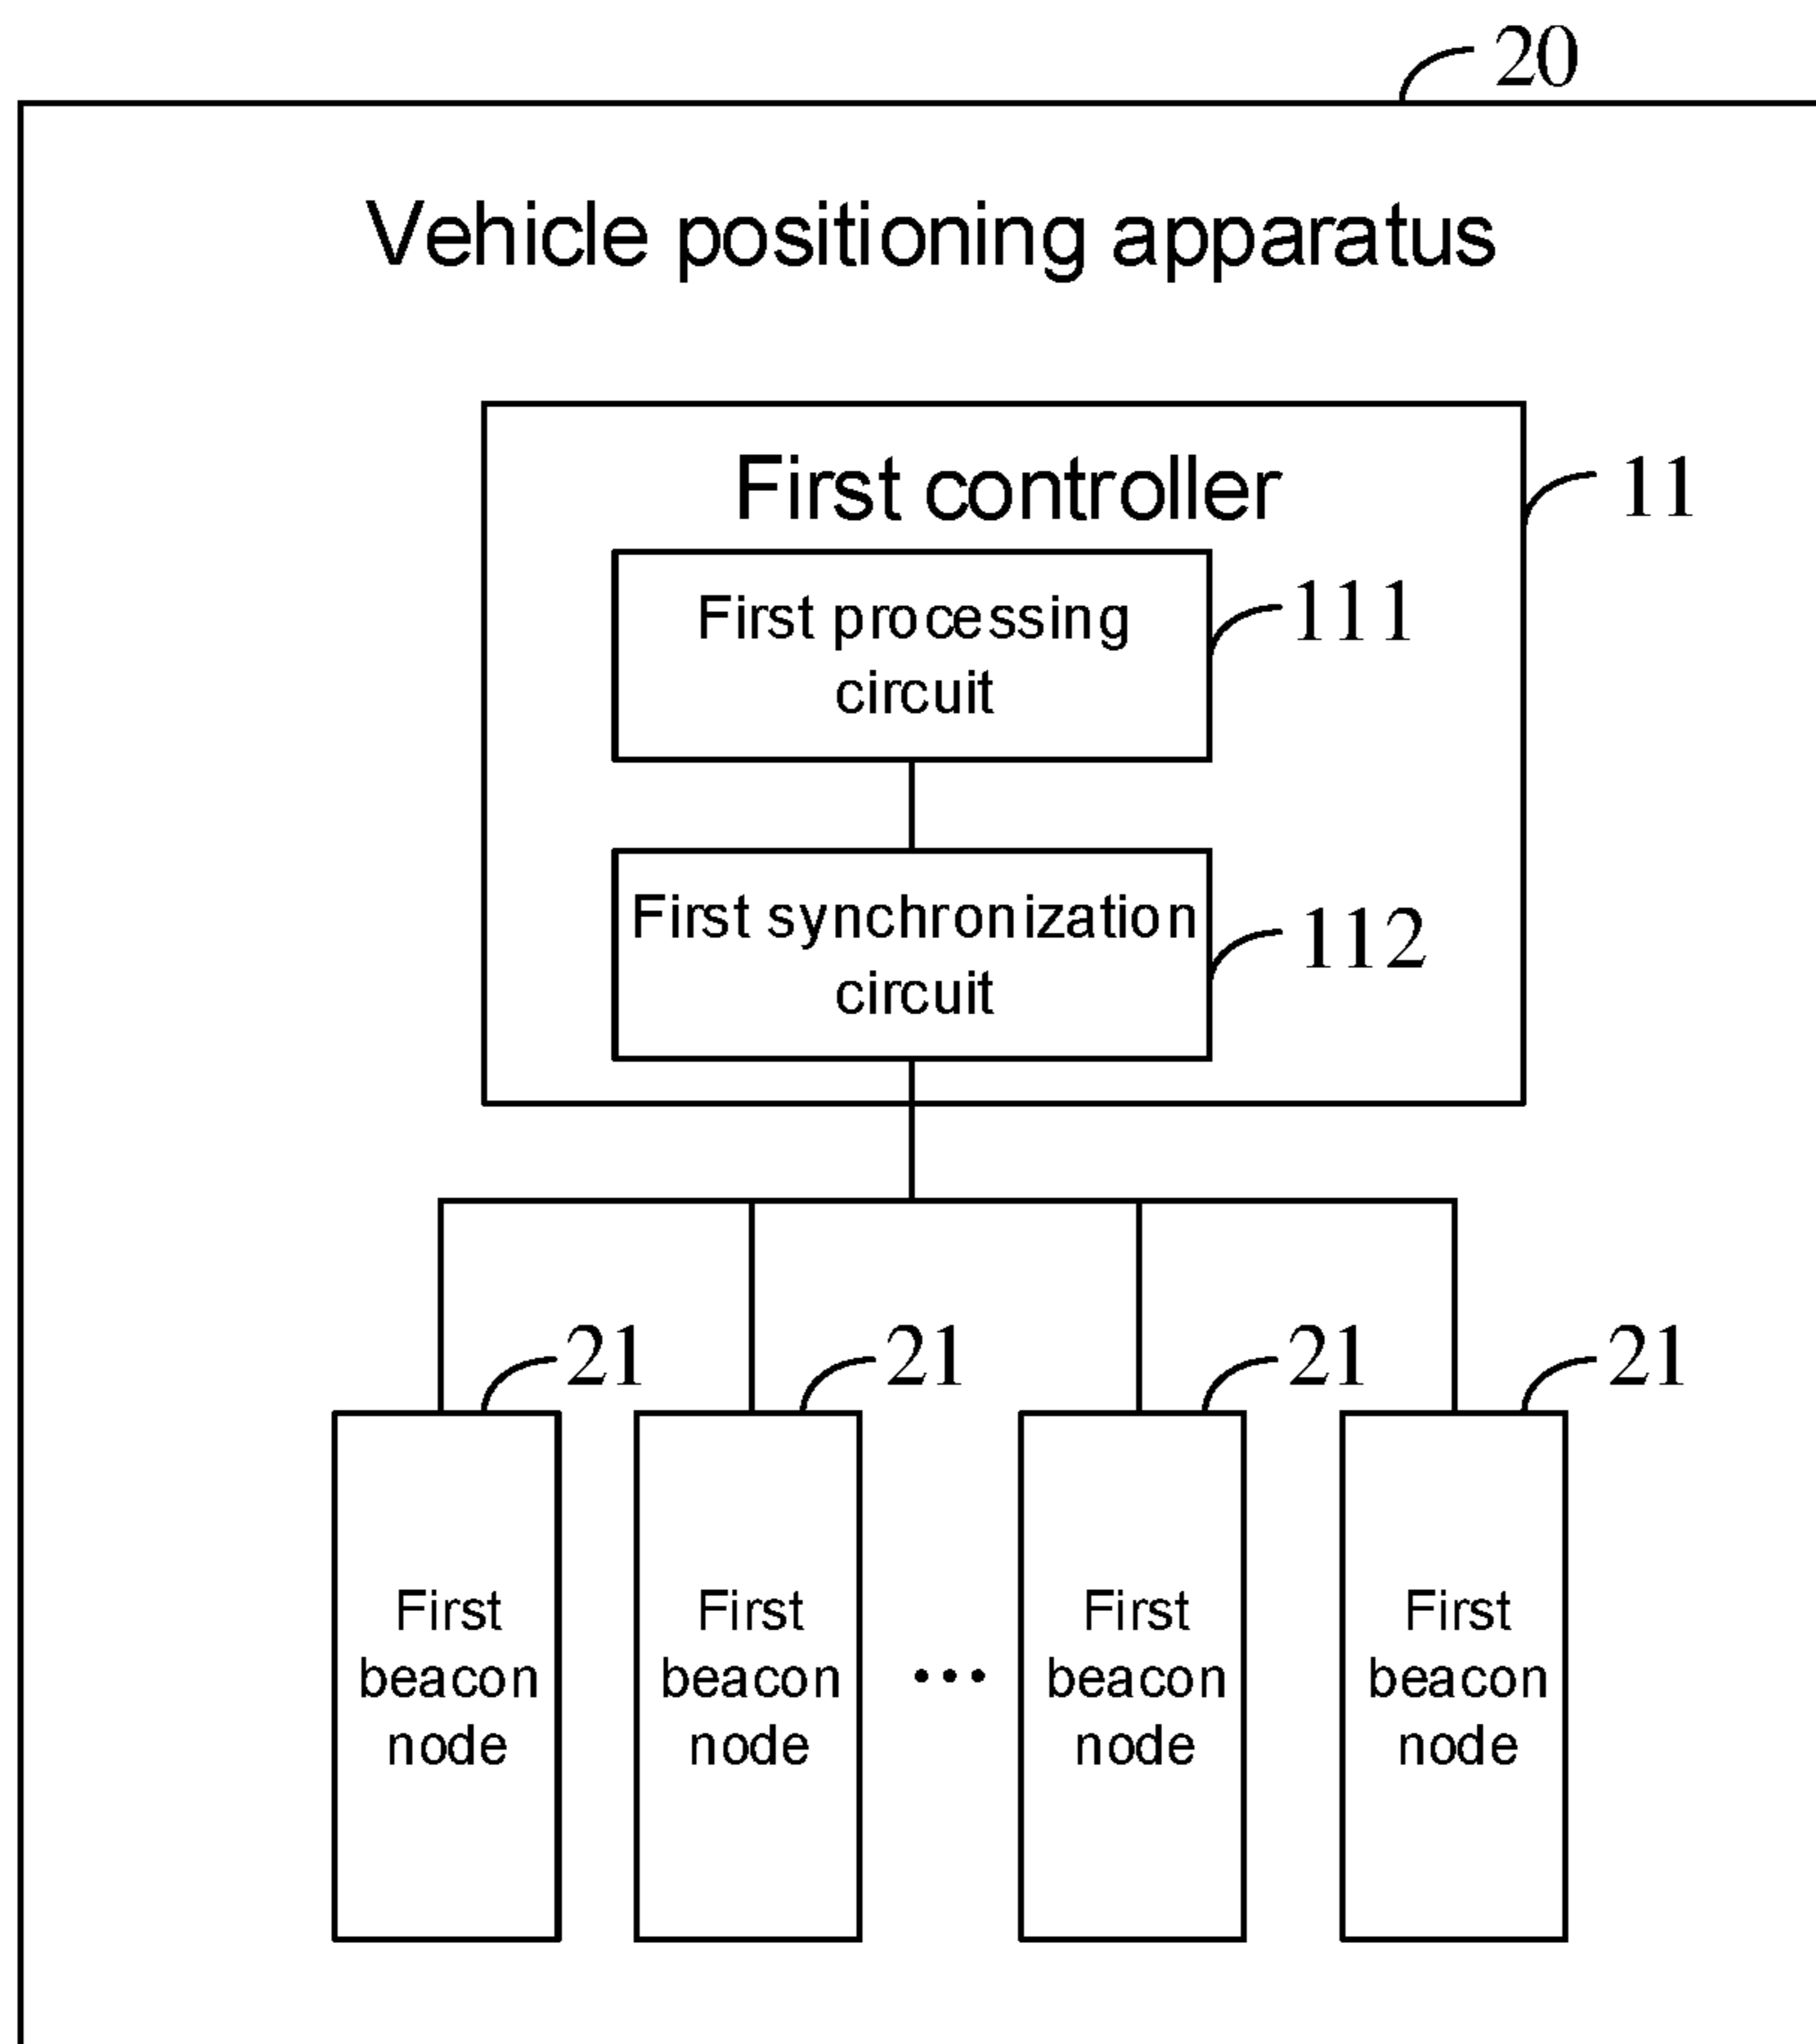 20
Vehicle positioning apparatus
First controller
11
First processing
circuit
111
First synchronization
circuit
112
21
21
21
21
First
beacon
node
First
beacon
node
...
First
beacon
node
First
beacon
node